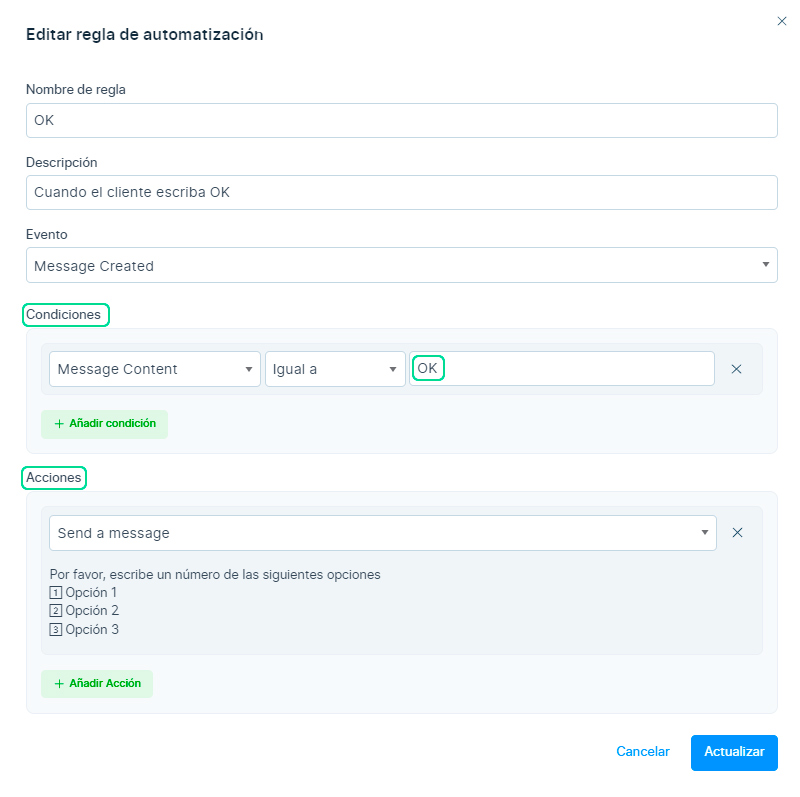 Editar regla de automatización
Nombre de regla
OK
Descripción
Cuando el cliente escriba OK
Evento
Message Created
Condiciones
Message Content Igual a OK
+ Añadir condición
Acciones
Send a message
Por favor, escribe un número de las siguientes opciones
1 Opción 1
2 Opción 2
3 Opción 3
+ Añadir Acción
Cancelar Actualizar